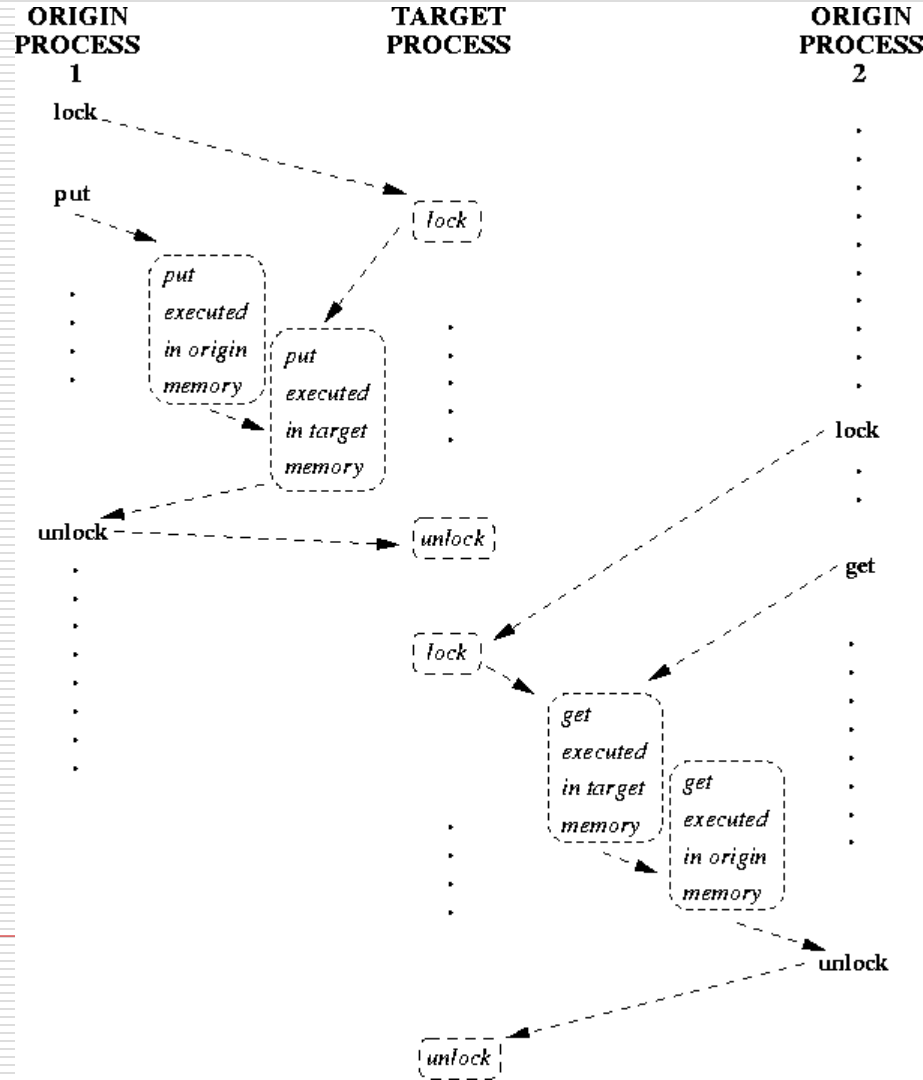 ORIGIN
PROCESS
1
TARGET
PROCESS
ORIGIN
PROCESS
2
lock
put
lock
put
executed
in origin
memory
put
executed
in target
memory
lock
unlock
unlock
get
lock
get
executed
in target
memory
get
executed
in origin
memory
unlock
unlock